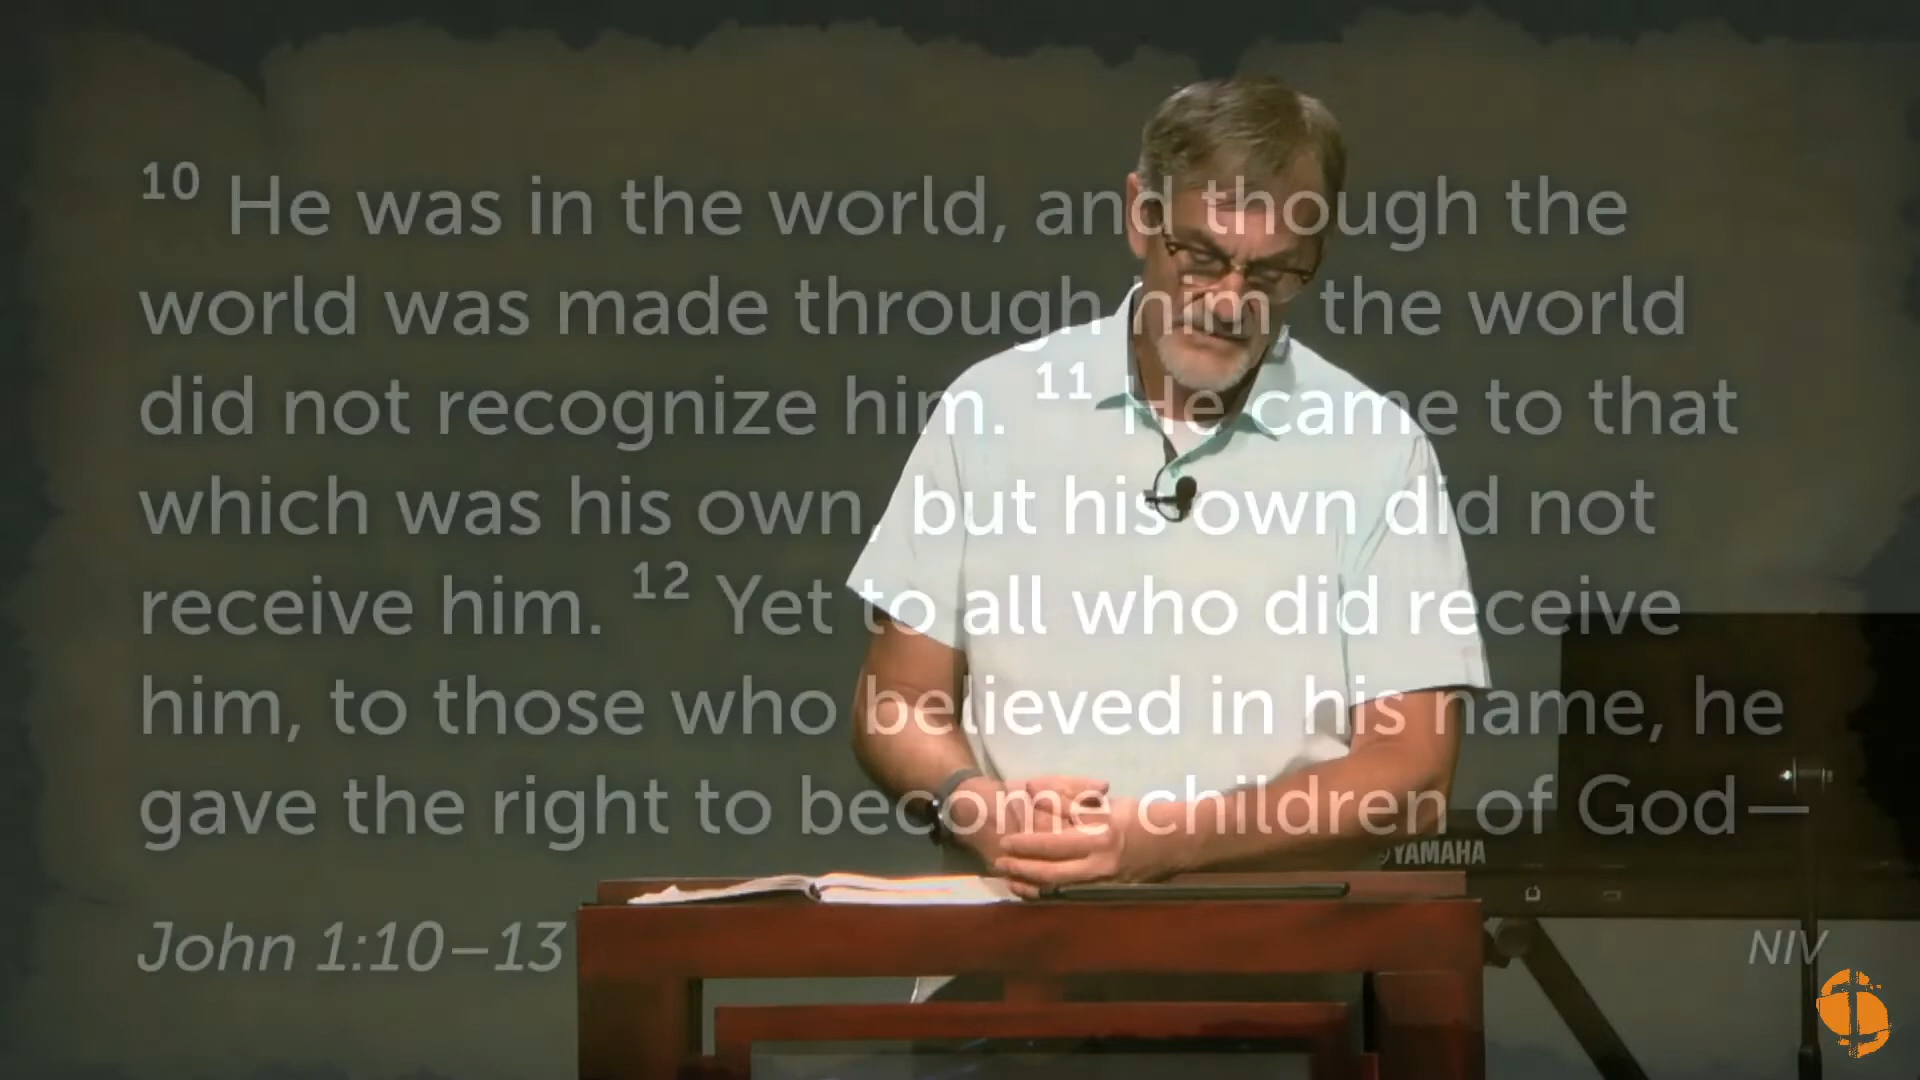 10 He was in the world, and though the
world was made through him, the world
did not recognize him. 11 He came to that
which was his own, but his own did not
receive him. 12 Yet to all who did receive
him, to those who believed in his name, he
gave the right to become children of God—
YAMAHA
John 1:10–13
NIV